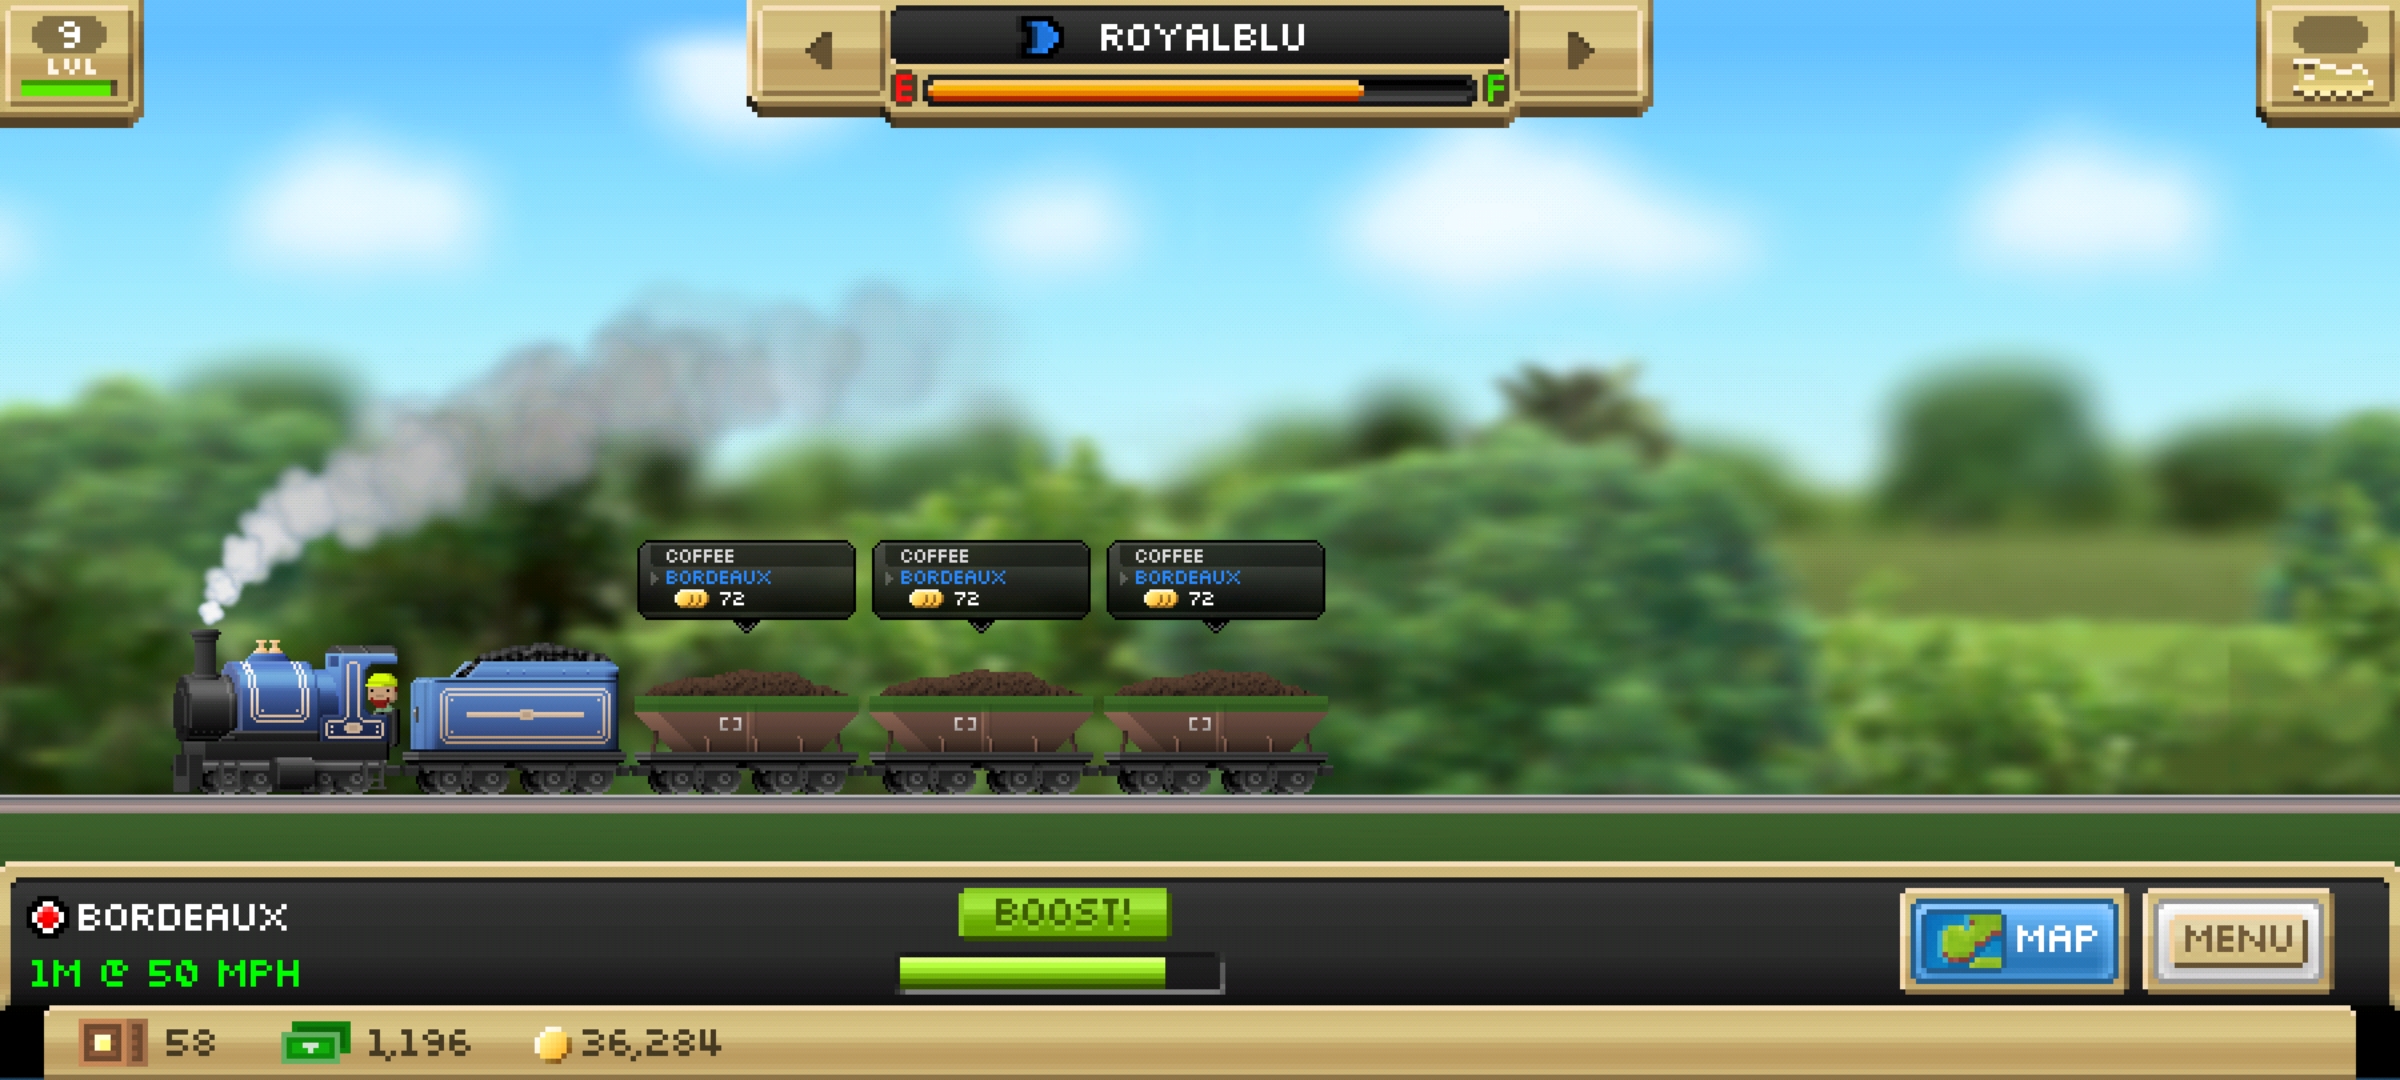 9
LVL
ROYALBLU
E F
COFFEE
BORDEAUX
72
COFFEE
BORDEAUX
72
COFFEE
BORDEAUX
72
BORDEAUX
1M @ 50 MPH
BOOST!
MAP
MENU
58 1,196 36,284